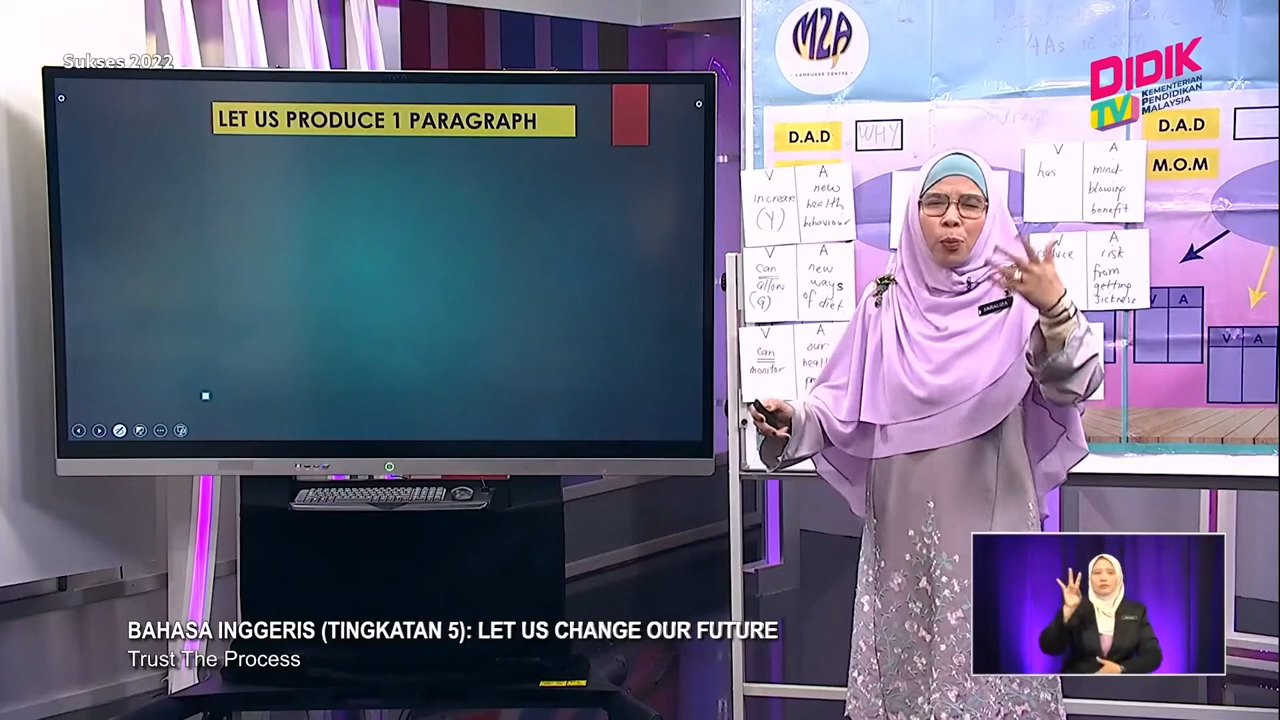 Sukses 2022
LET US PRODUCE 1 PARAGRAPH
MZA
LANGUAGE CENTRE
DIDIK
TV
KEMENTERIAN
PENDIDIKAN
MALAYSIA
D.A.D
WHY
V A
increase
(Y)
new
health
behaviour
V A
can
allow
(G)
new
ways
of diet
V A
can
monitor
our
V A
has
mind-
blowing
benefit
A
risk
from
getting
sickness
D.A.D
M.O.M
V A
V A
FARALIZA
BAHASA INGGERIS (TINGKATAN 5): LET US CHANGE OUR FUTURE
Trust The Process